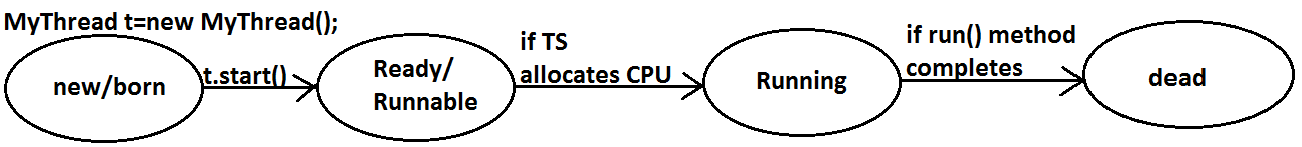 MyThread t=new MyThread();
new/born
t.start()
Ready/
Runnable
if TS
allocates CPU
Running
if run() method
completes
dead